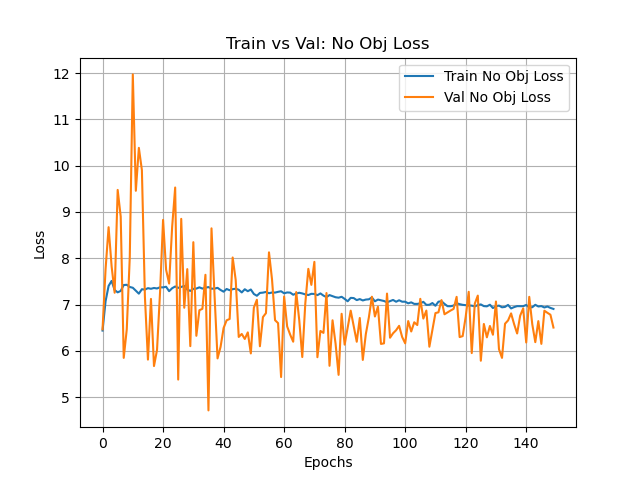 Train vs Val: No Obj Loss
Train No Obj Loss
Val No Obj Loss
12
11
10
9
8
7
6
5
Loss
0 20 40 60 80 100 120 140
Epochs